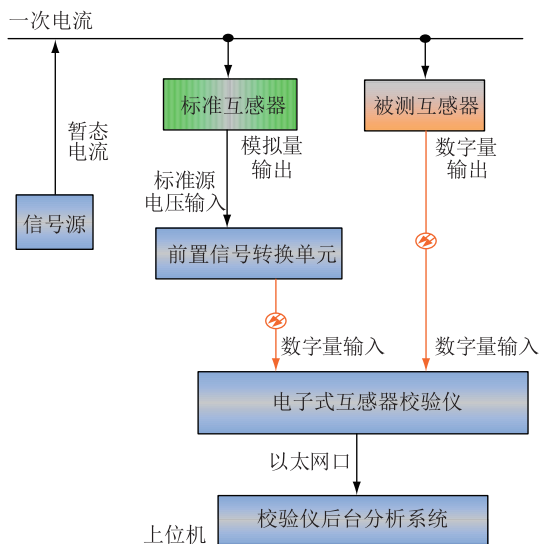 一次电流
标准互感器
被测互感器
暂态
电流
模拟量
输出
数字量
输出
标准源
电压输入
信号源
前置信号转换单元
数字量输入
数字量输入
电子式互感器校验仪
以太网口
校验仪后台分析系统
上位机